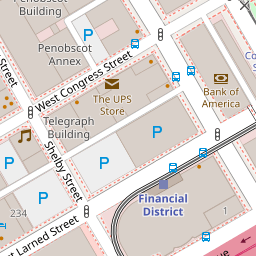 Penobscot
Building
Penobscot
Annex
West Congress Street
The UPS
Store
Bank of
America
Telegraph
Building
P
P
P
P
P
Shelby Street
Street
Financial
District
234
1
Larned Street